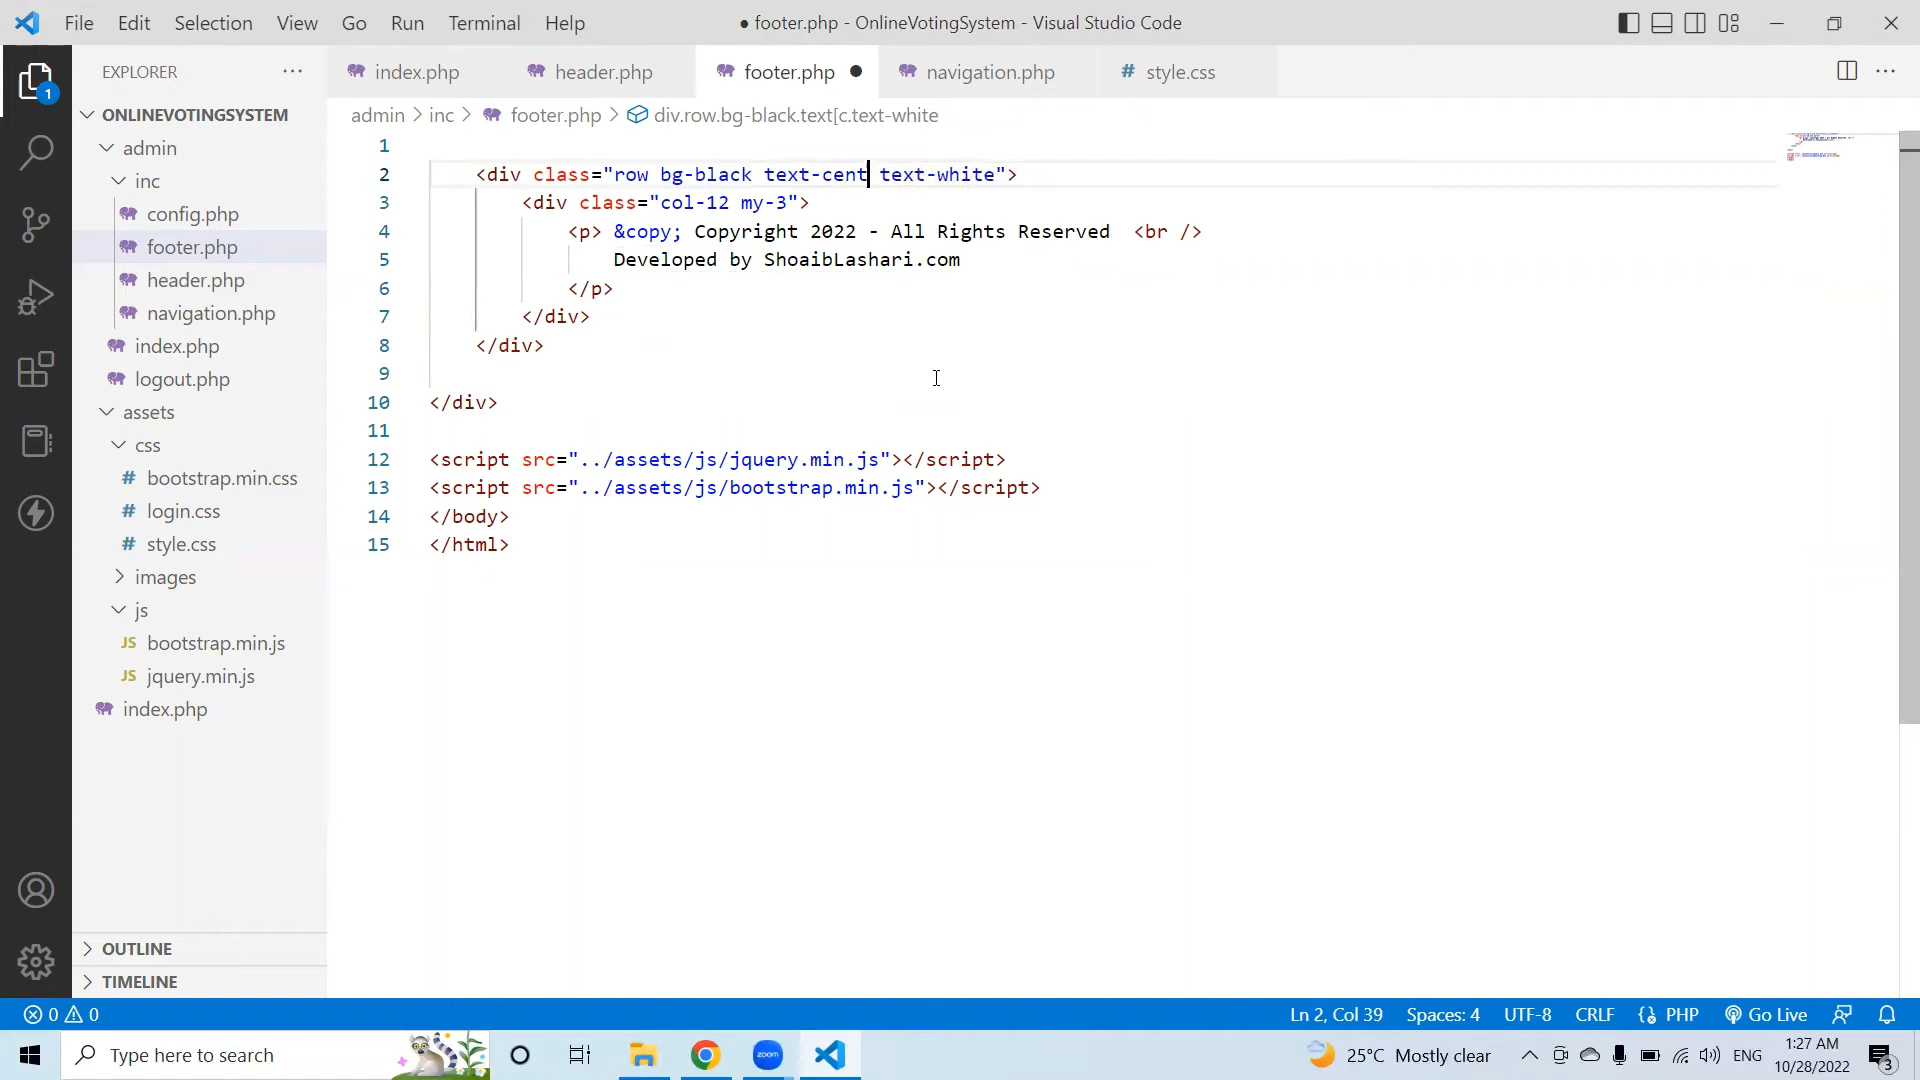 File Edit Selection View Go Run Terminal Help
● footer.php - OnlineVotingSystem - Visual Studio Code
EXPLORER
index.php header.php footer.php navigation.php # style.css
admin > inc > footer.php > div.row.bg-black.text[c.text-white
1
ONLINEVOTINGSYSTEM
admin
inc
config.php
footer.php
header.php
navigation.php
index.php
logout.php
assets
css
# bootstrap.min.css
# login.css
# style.css
images
js
JS bootstrap.min.js
JS jquery.min.js
index.php
OUTLINE
TIMELINE
1
2 <div class="row bg-black text-cent text-white">
3 <div class="col-12 my-3">
4 <p> &copy; Copyright 2022 - All Rights Reserved <br />
5 Developed by ShoaibLashari.com
6 </p>
7 </div>
8 </div>
9
10 </div>
11
12 <script src="../assets/js/jquery.min.js"></script>
13 <script src="../assets/js/bootstrap.min.js"></script>
14 </body>
15 </html>
0 0 Ln 2, Col 39 Spaces: 4 UTF-8 CRLF PHP Go Live
Type here to search
zoom
25°C Mostly clear
ENG
1:27 AM
10/28/2022
3